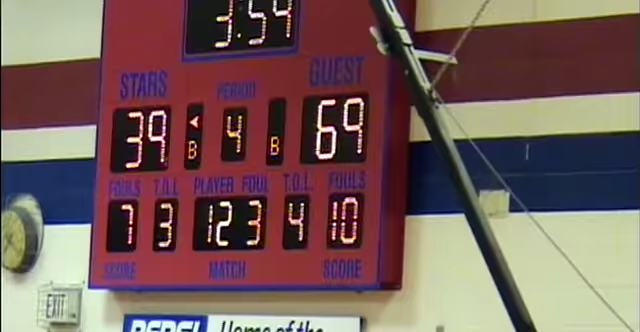 3:54
STARS PERIOD GUEST
39 4 69
B B
FOULS T.O.L. PLAYER FOUL T.O.L. FOULS
7 3 12 3 4 10
SCORE MATCH SCORE
EXIT
PEPSI Home of the